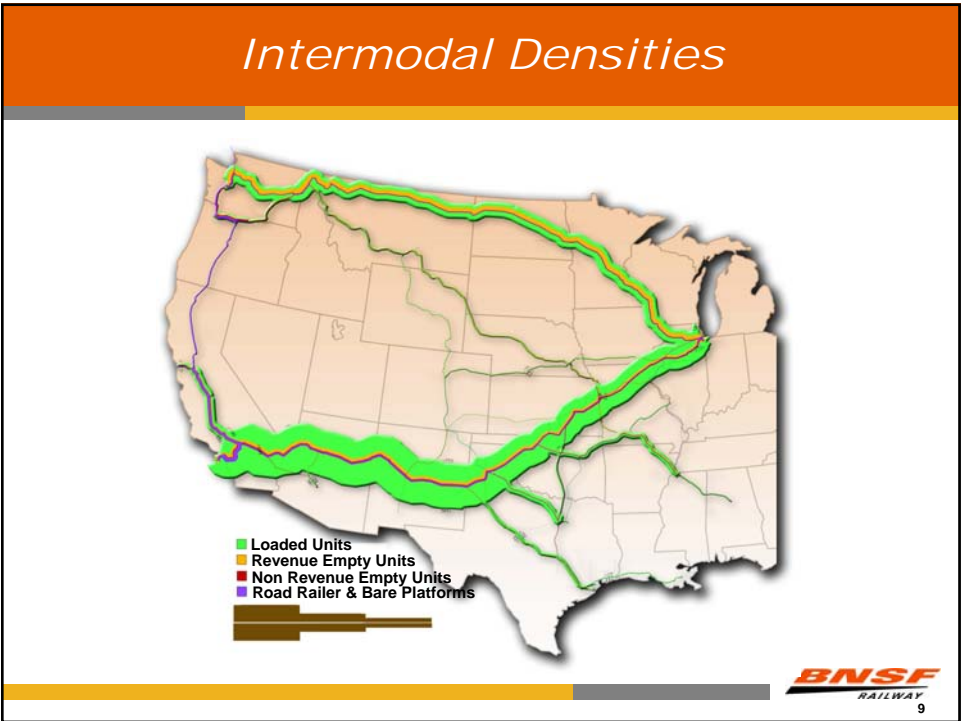 Intermodal Densities
Loaded Units
Revenue Empty Units
Non Revenue Empty Units
Road Railer & Bare Platforms
BNSF
RAILWAY
9